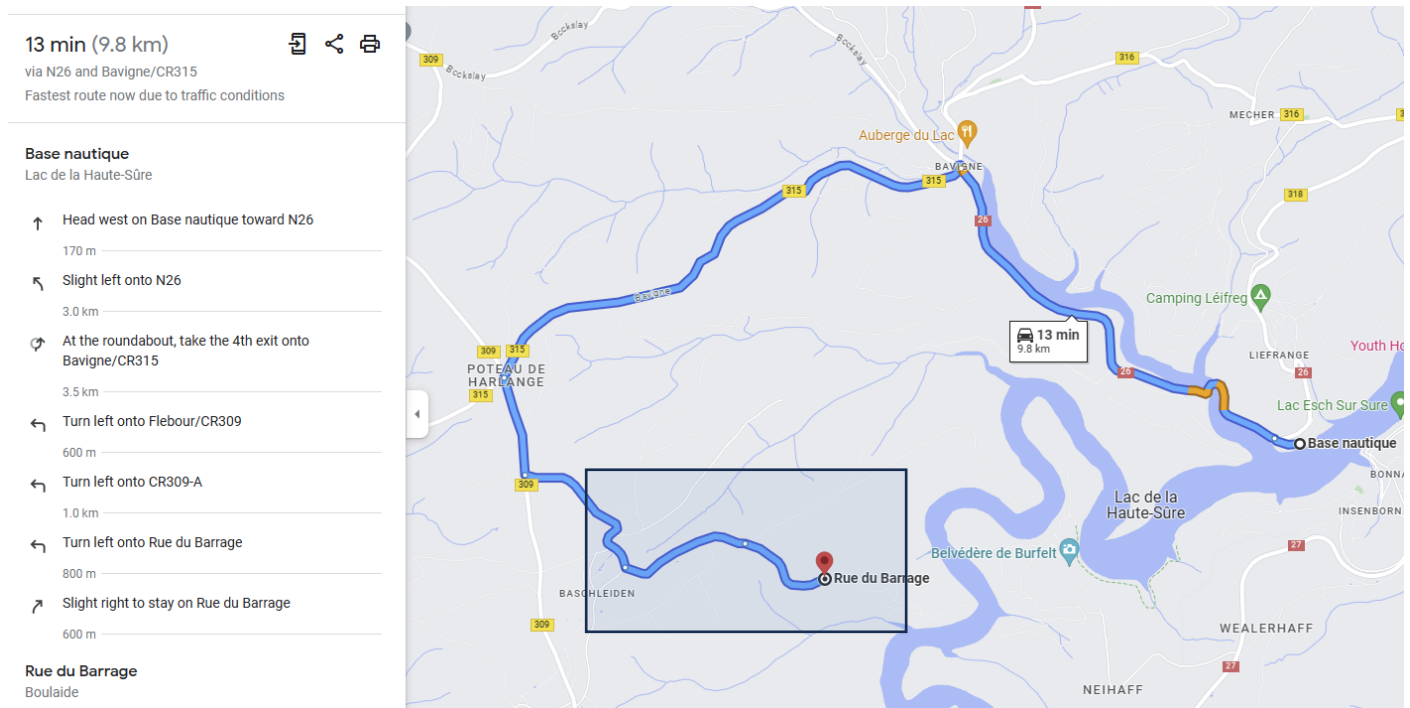 13 min (9.8 km)
via N26 and Bavigne/CR315
Fastest route now due to traffic conditions
Base nautique
Lac de la Haute-Sûre
Head west on Base nautique toward N26
170 m
Slight left onto N26
3.0 km
At the roundabout, take the 4th exit onto
Bavigne/CR315
3.5 km
Turn left onto Flebour/CR309
600 m
Turn left onto CR309-A
1.0 km
Turn left onto Rue du Barrage
800 m
Slight right to stay on Rue du Barrage
600 m
Rue du Barrage
Boulaide
Bockslay
309
Bockslay
Bockslay
316
MECHER
316
3
Auberge du Lac
BAVIGNE
315
315
318
26
Bavigne
Camping Léifreg
13 min
9.8 km
309
315
POTEAU DE
HARLANGE
315
LIEFRANGE
Youth Ho
26
26
Lac Esch Sur Sure
Base nautique
BONNA
309
Lac de la
Haute-Sûre
INSENBORN
27
Belvédère de Burfelt
Rue du Barrage
BASCHLEIDEN
309
WEALERHAFF
27
NEIHAFF